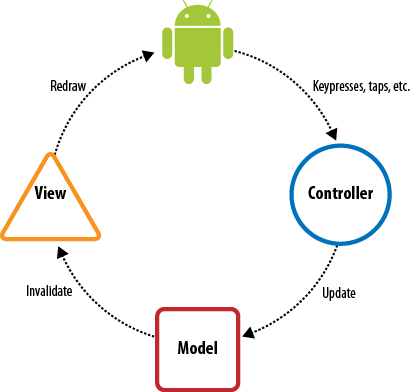 Redraw
Keypresses, taps, etc.
View
Controller
Invalidate
Update
Model